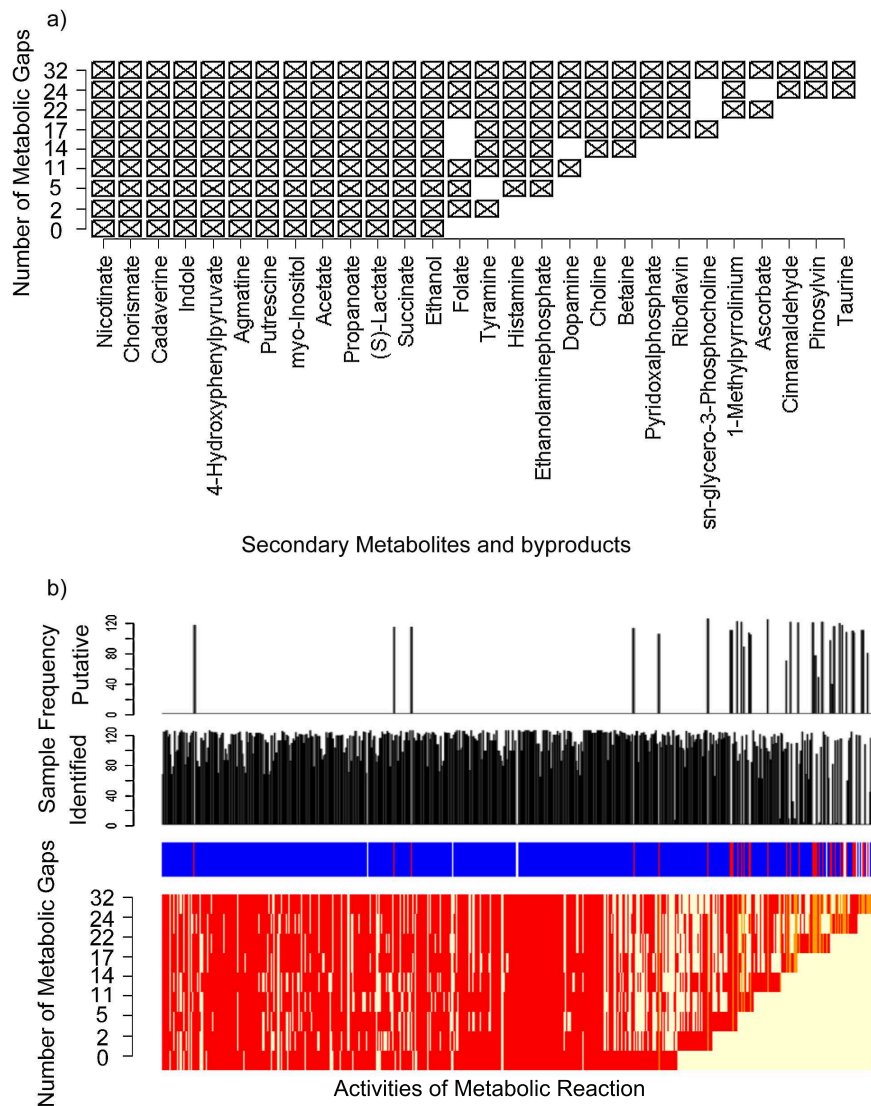 a)
Number of Metabolic Gaps
32
24
22
17
14
11
5
2
0
Nicotinate
Chorismate
Cadaverine
Indole
4-Hydroxyphenylpyruvate
Agmatine
Putrescine
myo-Inositol
Acetate
Propanoate
(S)-Lactate
Succinate
Ethanol
Folate
Tyramine
Histamine
Ethanolaminephosphate
Dopamine
Choline
Betaine
Pyridoxalphosphate
Riboflavin
sn-glycero-3-Phosphocholine
1-Methylpyrrolinium
Ascorbate
Cinnamaldehyde
Pinosylvin
Taurine
Secondary Metabolites and byproducts
b)
Sample Frequency
Putative
120
80
40
0
Identified
120
80
40
0
Number of Metabolic Gaps
32
24
22
17
14
11
5
2
0
Activities of Metabolic Reaction